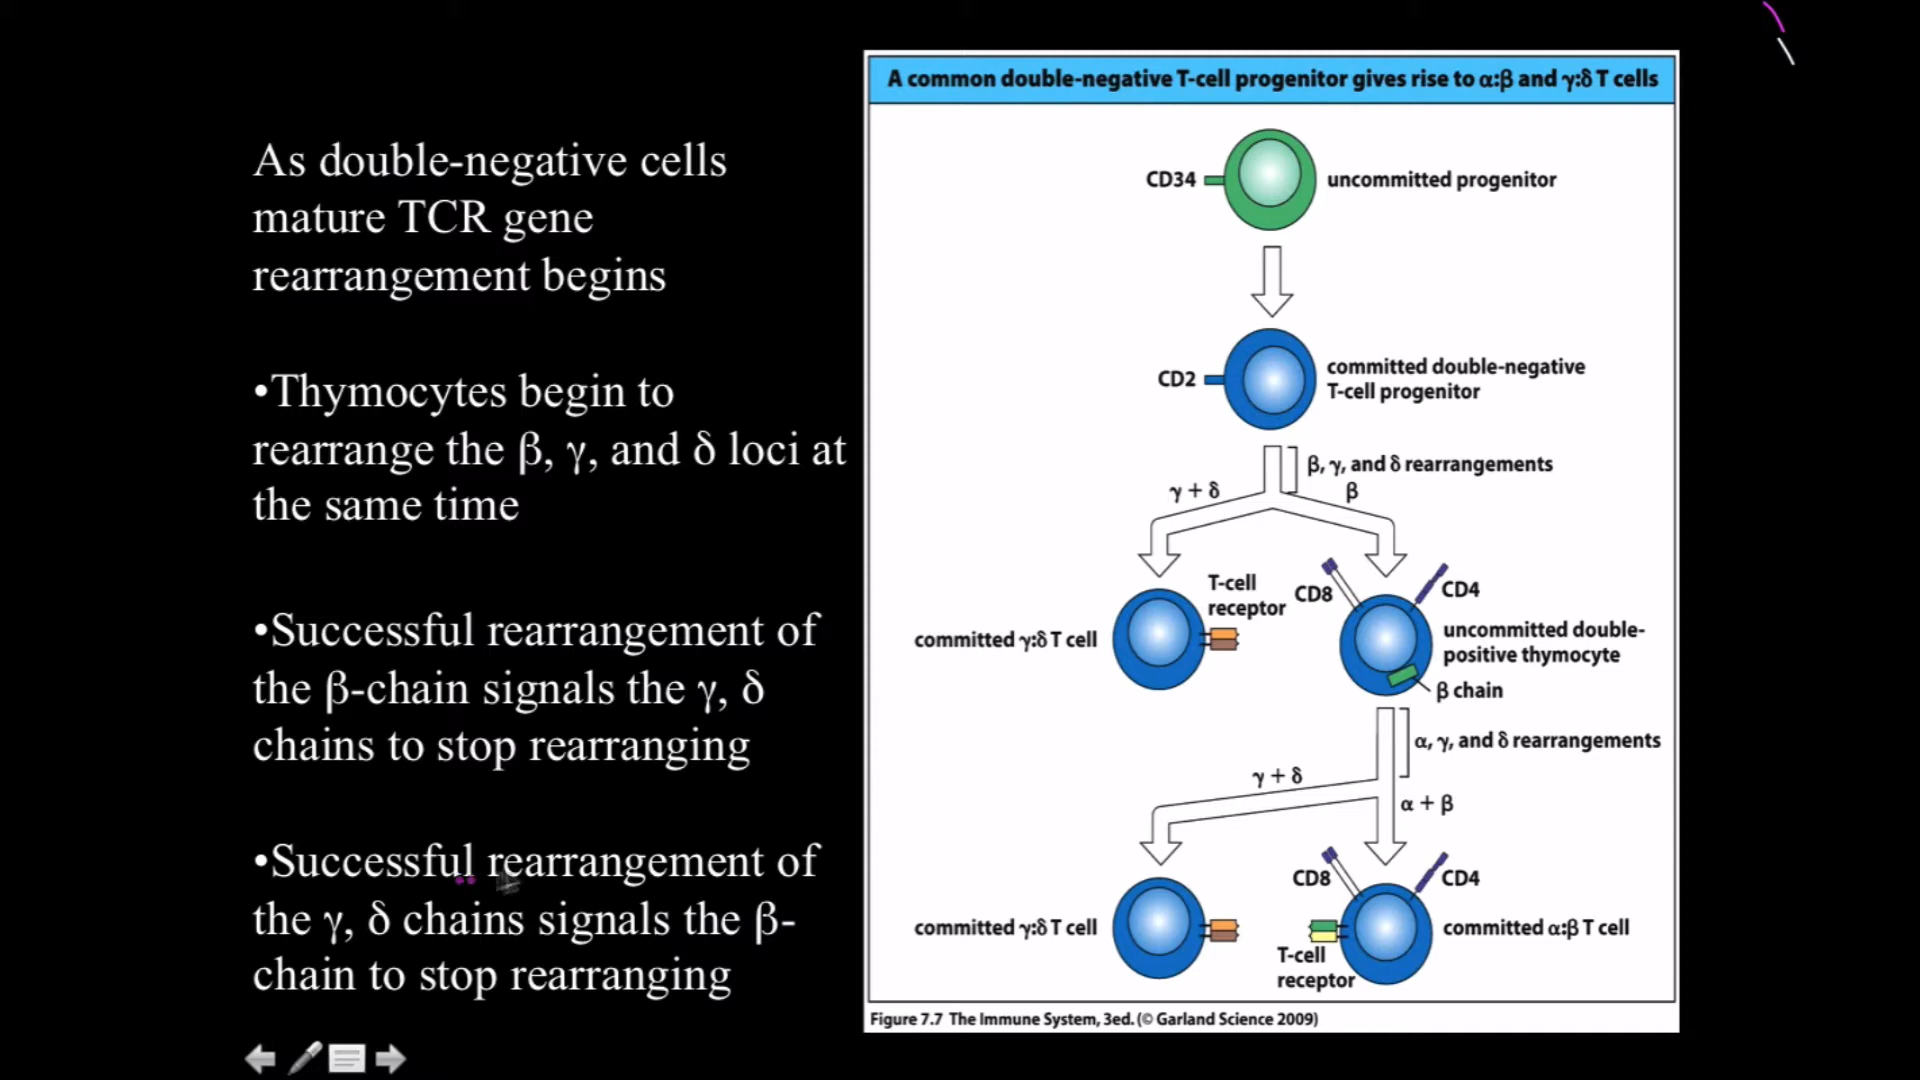 As double-negative cells
mature TCR gene
rearrangement begins
•Thymocytes begin to
rearrange the β, γ, and δ loci at
the same time
•Successful rearrangement of
the β-chain signals the γ, δ
chains to stop rearranging
•Successful rearrangement of
the γ, δ chains signals the β-
chain to stop rearranging
A common double-negative T-cell progenitor gives rise to α:β and γ:δ T cells
CD34
uncommitted progenitor
CD2
committed double-negative
T-cell progenitor
β, γ, and δ rearrangements
γ + δ
β
T-cell
receptor
CD8
CD4
committed γ:δ T cell
uncommitted double-
positive thymocyte
β chain
α, γ, and δ rearrangements
γ + δ
α + β
CD8
CD4
committed γ:δ T cell
committed α:β T cell
T-cell
receptor
Figure 7.7 The Immune System, 3ed. (© Garland Science 2009)